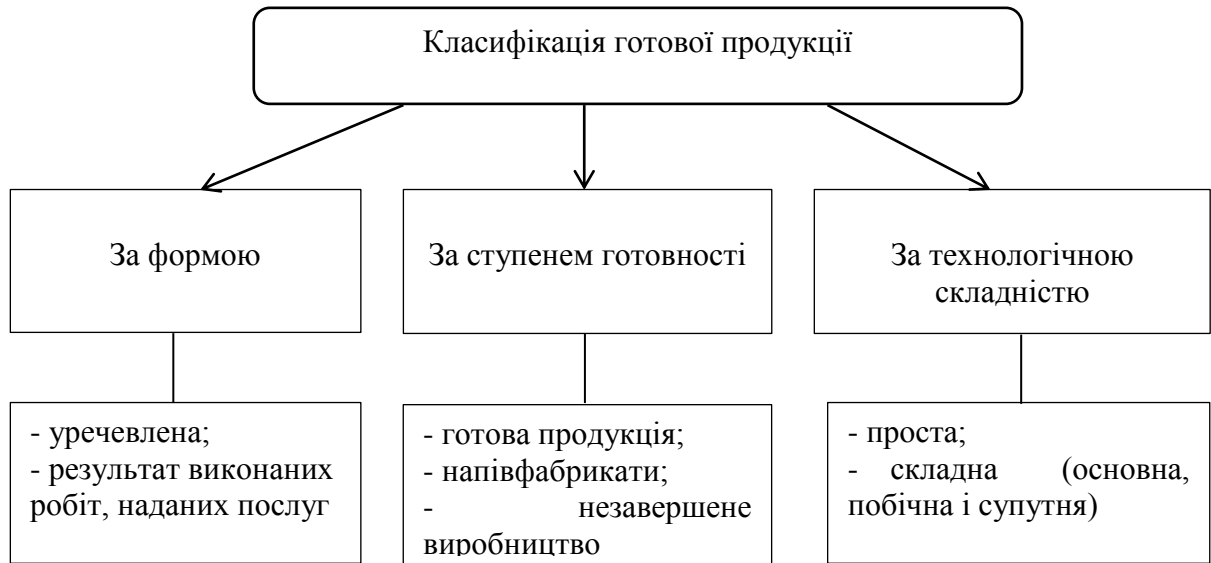 Класифікація готової продукції
За формою
За ступенем готовності
За технологічною
складністю
- уречевлена;
- результат виконаних
робіт, наданих послуг
- готова продукція;
- напівфабрикати;
- незавершене
виробництво
- проста;
- складна (основна,
побічна і супутня)